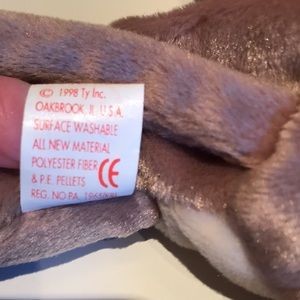 © 1998 Ty Inc.
OAKBROOK, IL U.S.A.
SURFACE WASHABLE
ALL NEW MATERIAL
POLYESTER FIBER
& P.E. PELLETS CE
REG. NO PA.